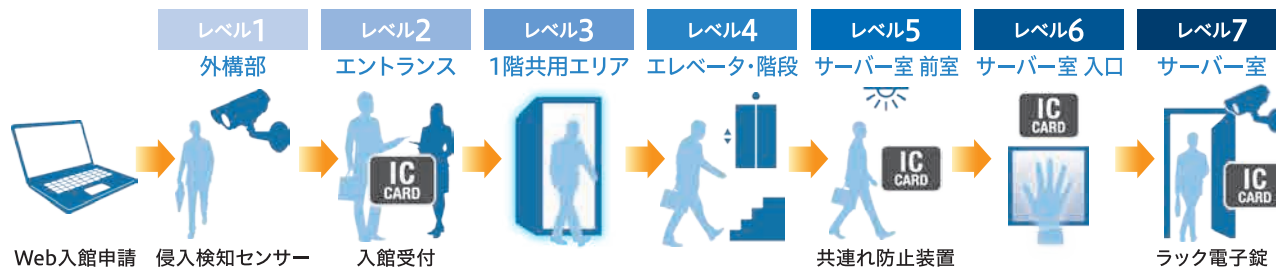 レベル1
レベル2
レベル3
レベル4
レベル5
レベル6
レベル7
外構部
エントランス
1階共用エリア
エレベータ・階段
サーバー室 前室
サーバー室 入口
サーバー室
IC
CARD
IC
CARD
IC
CARD
IC
CARD
Web入館申請
侵入検知センサー
入館受付
共連れ防止装置
ラック電子錠